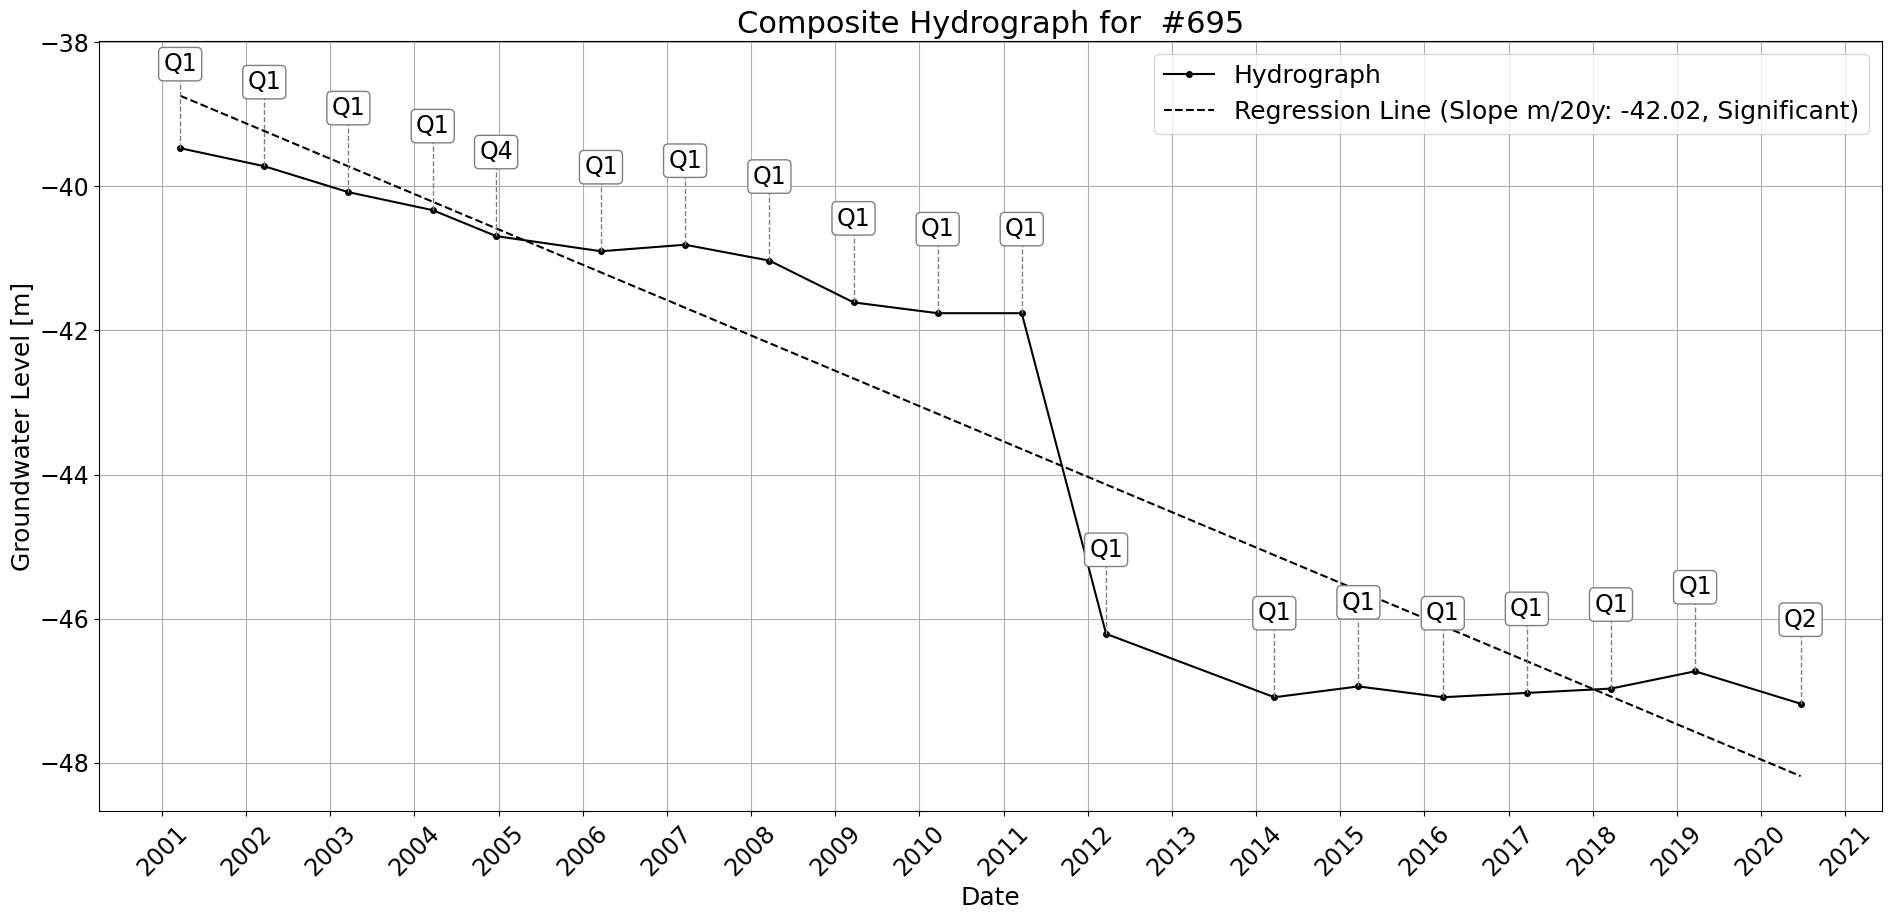 Composite Hydrograph for  #695
Hydrograph
Regression Line (Slope m/20y: -42.02, Significant)
Groundwater Level [m]
−38
−40
−42
−44
−46
−48
Q1
Q1
Q1
Q1
Q4
Q1
Q1
Q1
Q1
Q1
Q1
Q1
Q1
Q1
Q1
Q1
Q1
Q1
Q2
2001
2002
2003
2004
2005
2006
2007
2008
2009
2010
2011
2012
2013
2014
2015
2016
2017
2018
2019
2020
2021
Date